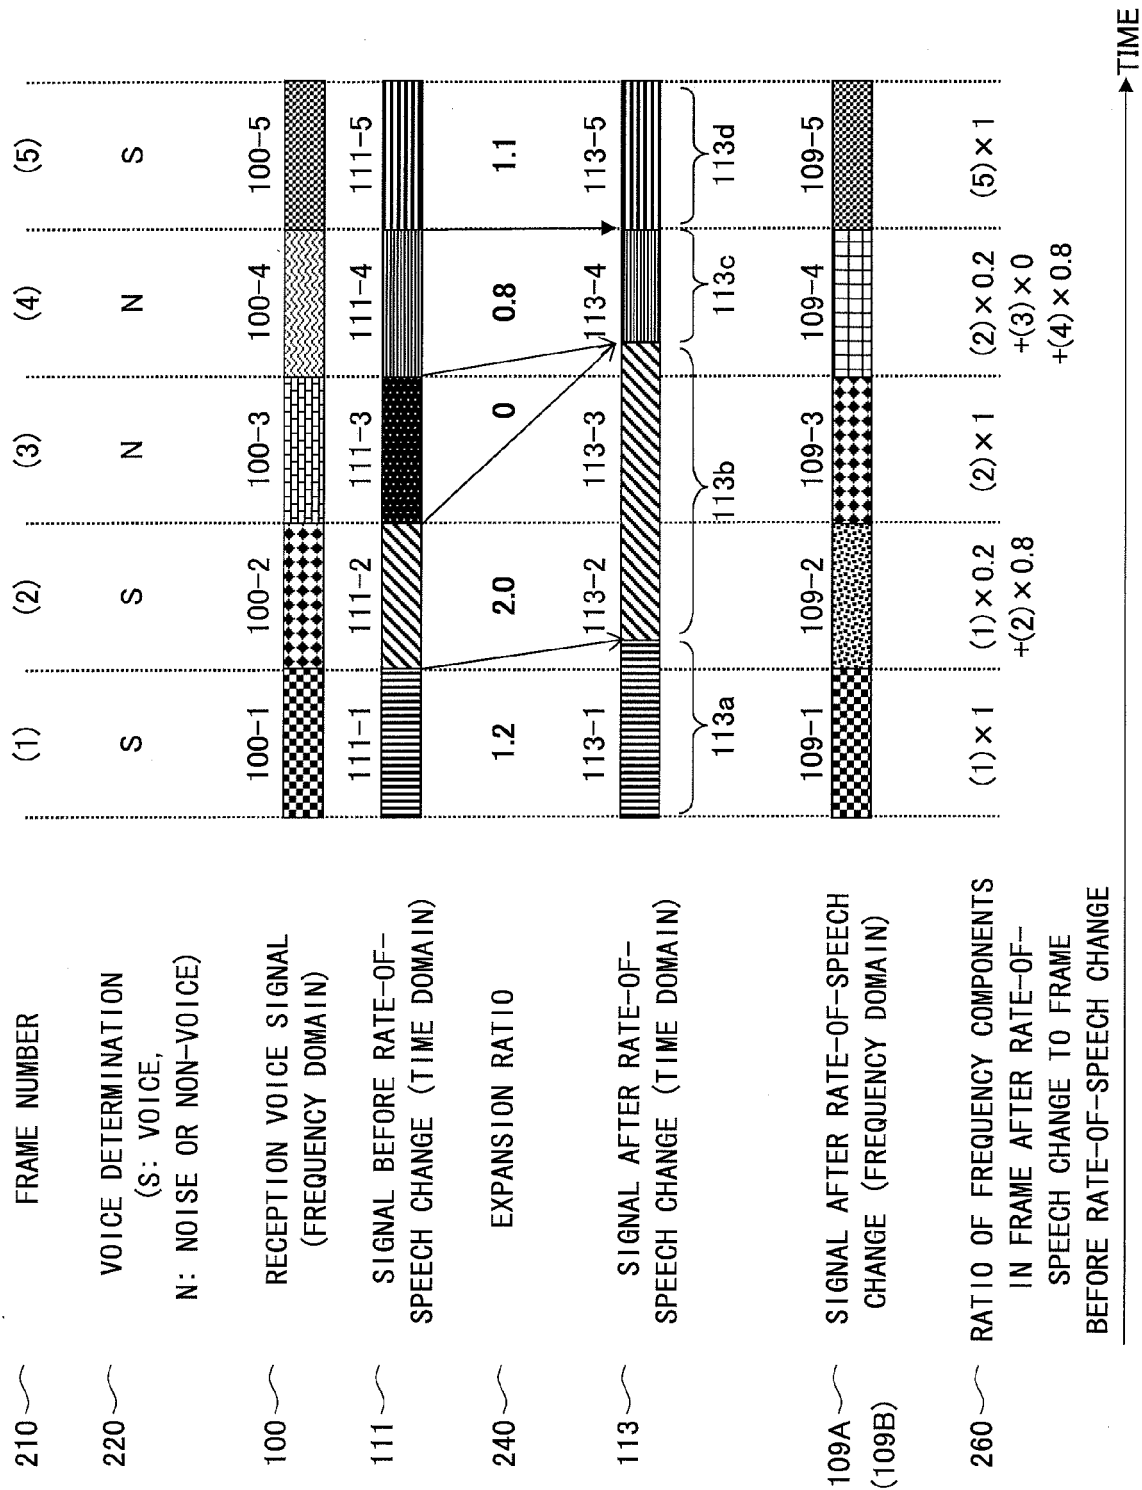 210 FRAME NUMBER (1) (2) (3) (4) (5)
220 VOICE DETERMINATION S S N N S
(S: VOICE,
N: NOISE OR NON-VOICE)
100 RECEPTION VOICE SIGNAL 100-1 100-2 100-3 100-4 100-5
(FREQUENCY DOMAIN)
111 SIGNAL BEFORE RATE-OF- 111-1 111-2 111-3 111-4 111-5
SPEECH CHANGE (TIME DOMAIN)
240 EXPANSION RATIO 1.2 2.0 0 0.8 1.1
113 SIGNAL AFTER RATE-OF- 113-1 113-2 113-3 113-4 113-5
SPEECH CHANGE (TIME DOMAIN)
113a 113b 113c 113d
109A SIGNAL AFTER RATE-OF-SPEECH 109-1 109-2 109-3 109-4 109-5
(109B) CHANGE (FREQUENCY DOMAIN)
260 RATIO OF FREQUENCY COMPONENTS (1)×1 (1)×0.2 (2)×1 (2)×0.2 (5)×1
IN FRAME AFTER RATE-OF- +(2)×0.8 +(3)×0
SPEECH CHANGE TO FRAME +(4)×0.8
BEFORE RATE-OF-SPEECH CHANGE
TIME